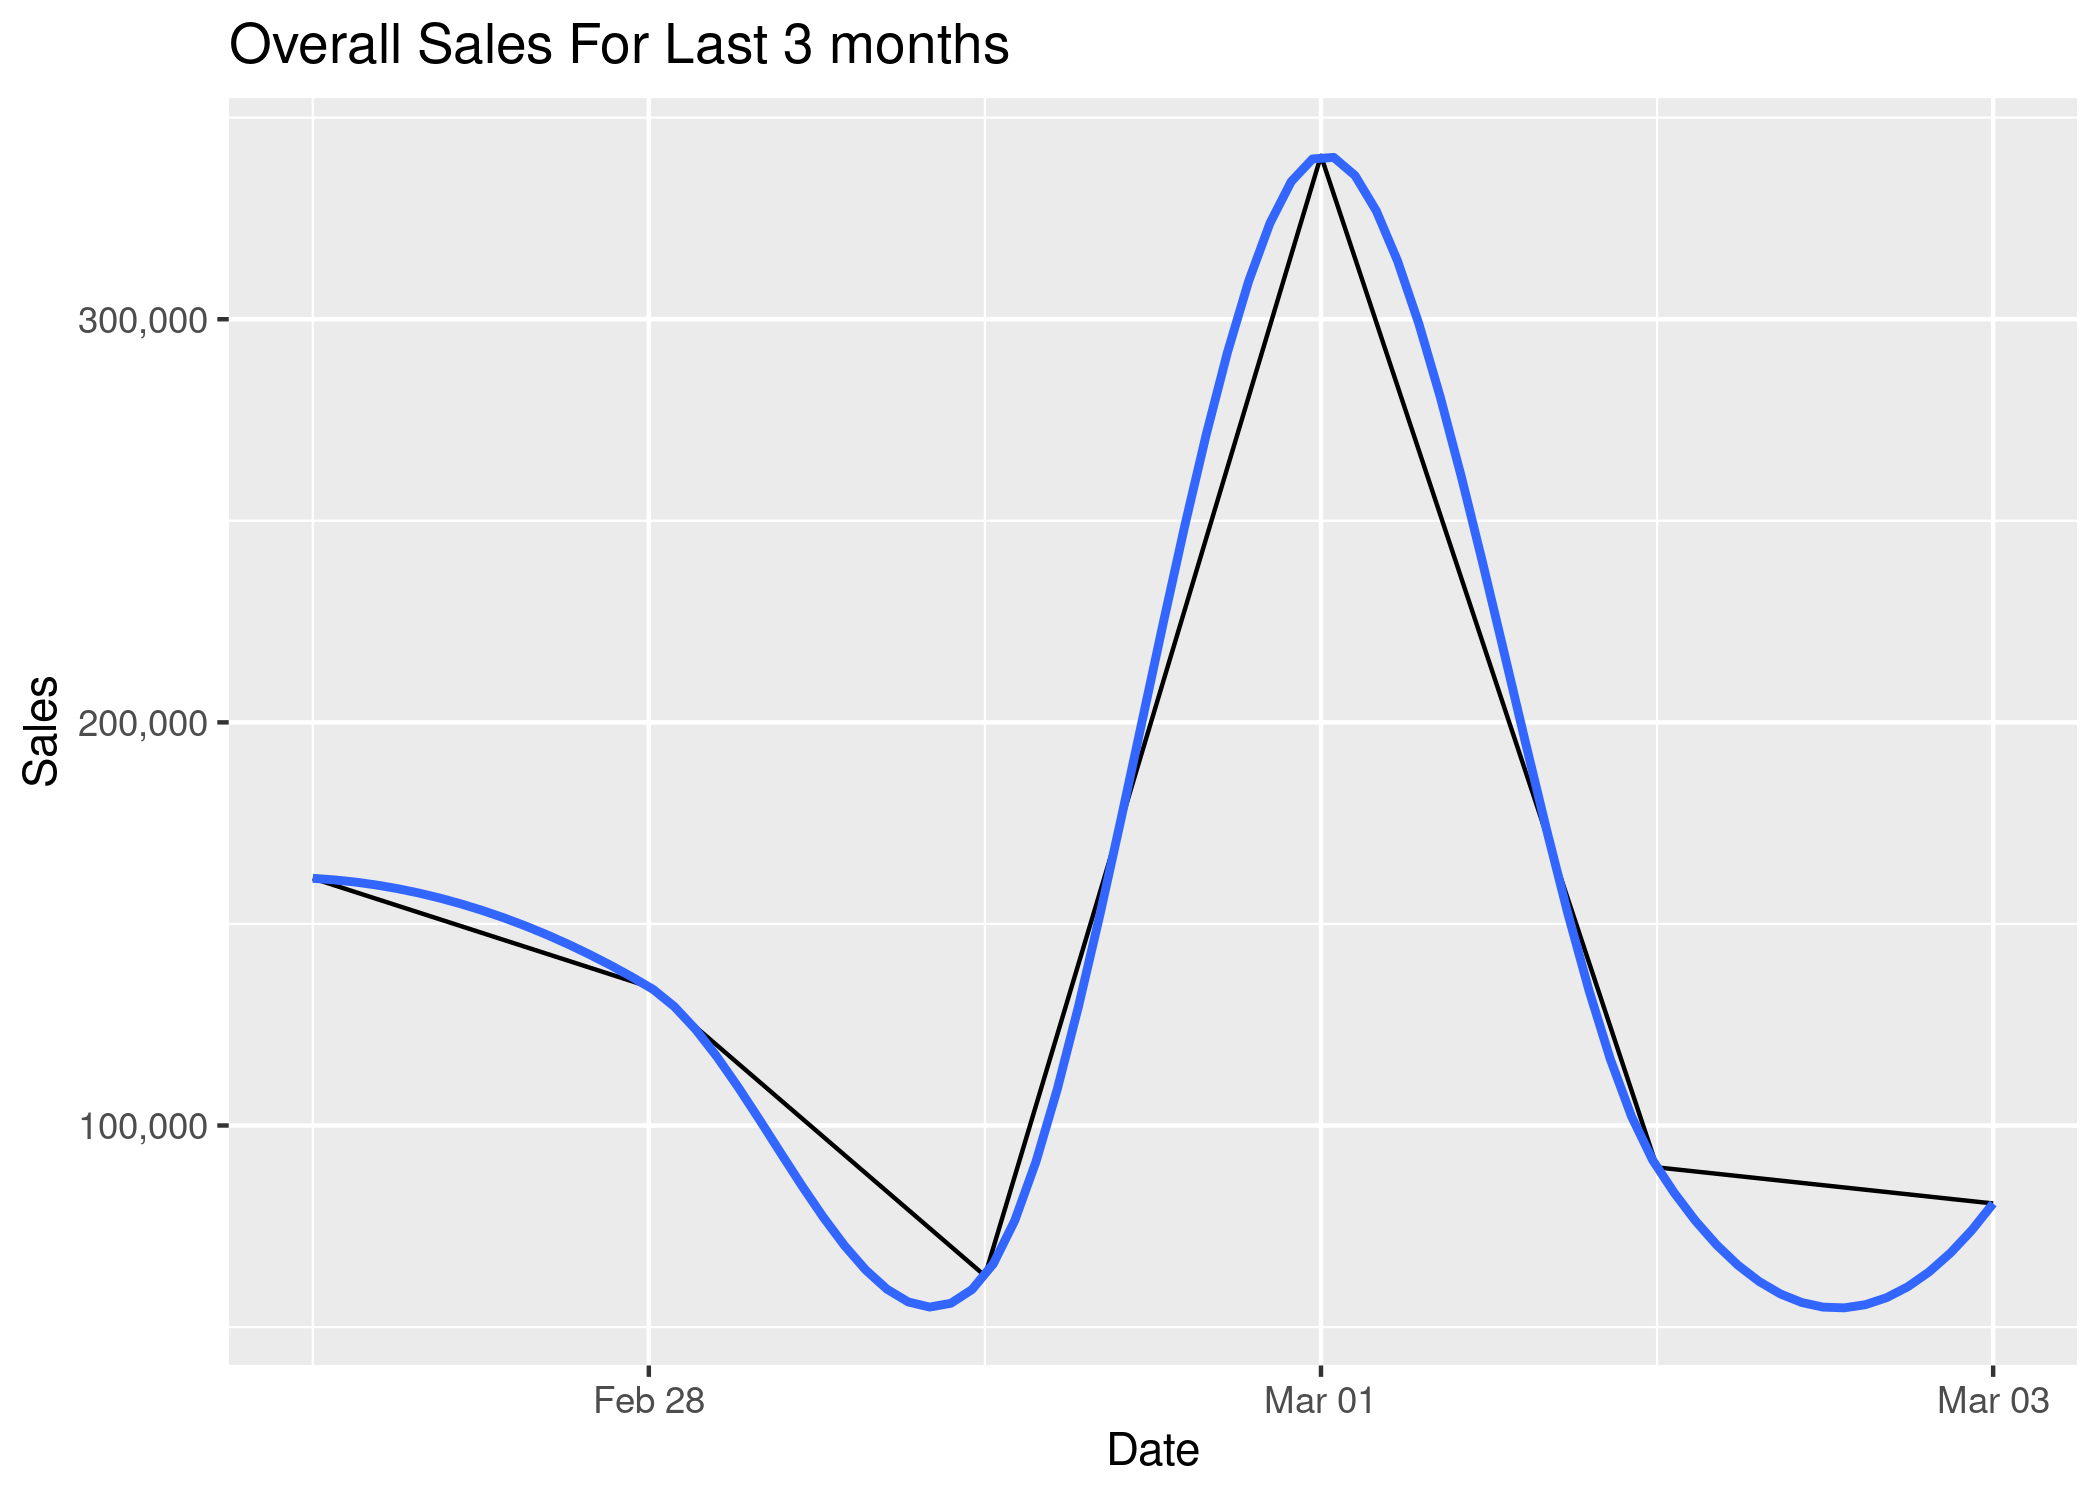 Overall Sales For Last 3 months
300,000
200,000
100,000
Sales
Feb 28
Mar 01
Mar 03
Date